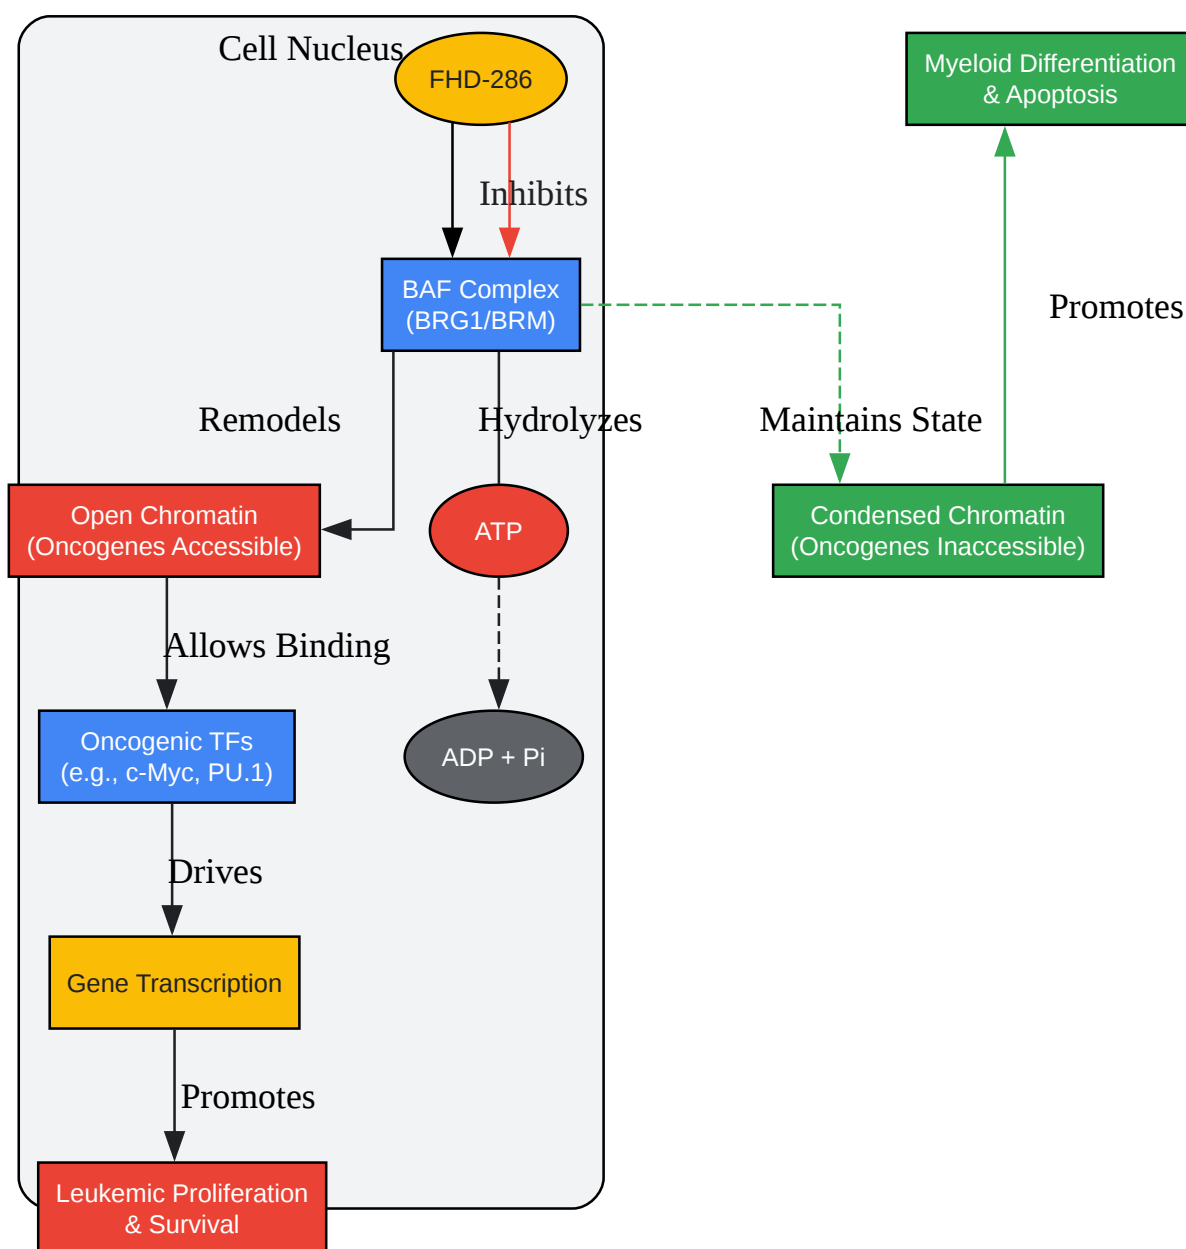 Cell Nucleus
FHD-286
Myeloid Differentiation
& Apoptosis
Inhibits
BAF Complex
(BRG1/BRM)
Promotes
Remodels
Hydrolyzes
Maintains State
Open Chromatin
(Oncogenes Accessible)
ATP
Condensed Chromatin
(Oncogenes Inaccessible)
Allows Binding
Oncogenic TFs
(e.g., c-Myc, PU.1)
ADP + Pi
Drives
Gene Transcription
Promotes
Leukemic Proliferation
& Survival